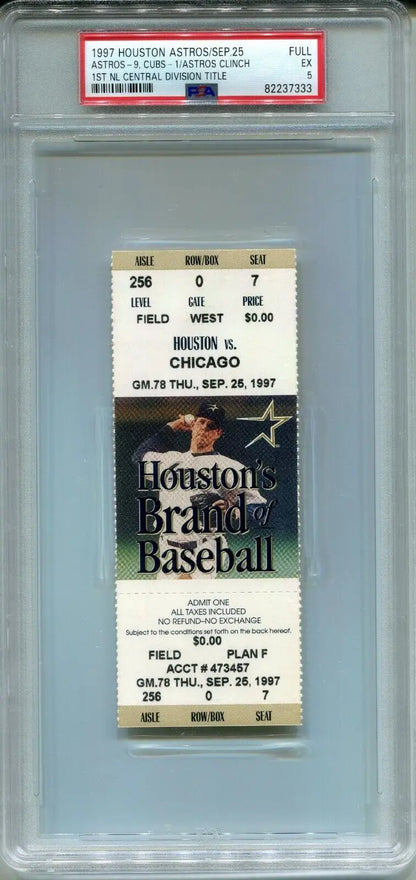 1997 HOUSTON ASTROS/SEP.25 FULL
ASTROS-9, CUBS-1/ASTROS CLINCH EX
1ST NL CENTRAL DIVISION TITLE 5
PSA 82237333
AISLE ROW/BOX SEAT
256 0 7
LEVEL GATE PRICE
FIELD WEST $0.00
HOUSTON VS.
CHICAGO
GM.78 THU., SEP. 25, 1997
Houston's
Brand of
Baseball
ADMIT ONE
ALL TAXES INCLUDED
NO REFUND–NO EXCHANGE
Subject to the conditions set forth on the back hereof.
$0.00
FIELD PLAN F
ACCT # 473457
GM.78 THU., SEP. 25, 1997
256 0 7
AISLE ROW/BOX SEAT